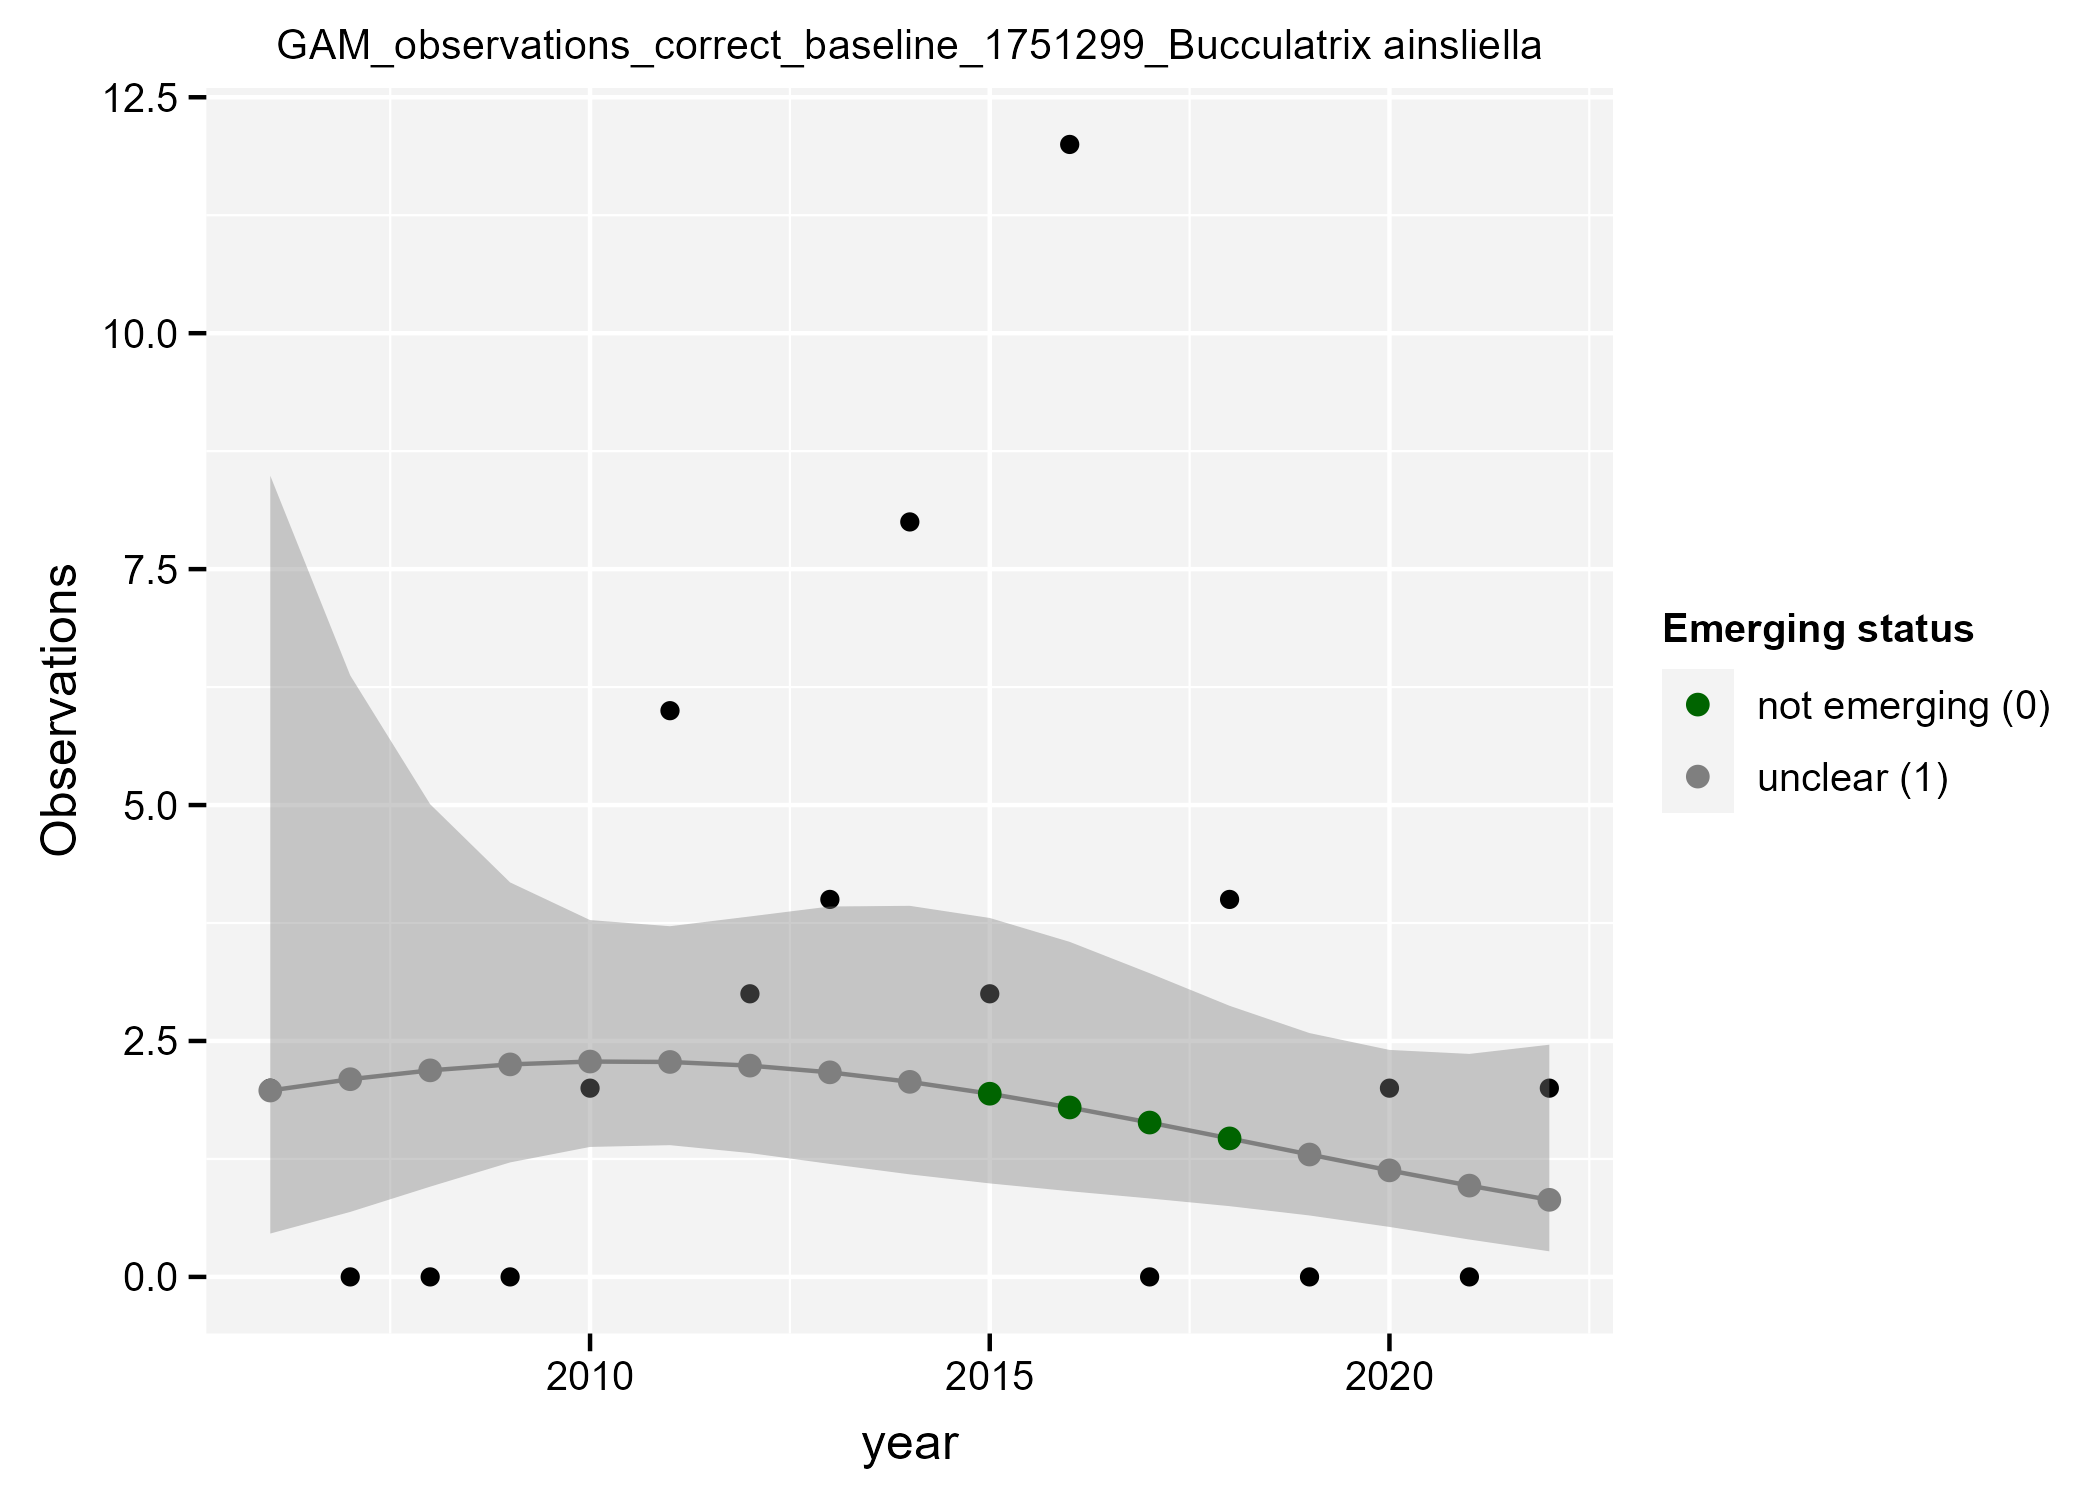 GAM_observations_correct_baseline_1751299_Bucculatrix ainsliella
12.5
10.0
7.5
5.0
2.5
0.0
Observations
2010
2015
2020
year
Emerging status
not emerging (0)
unclear (1)